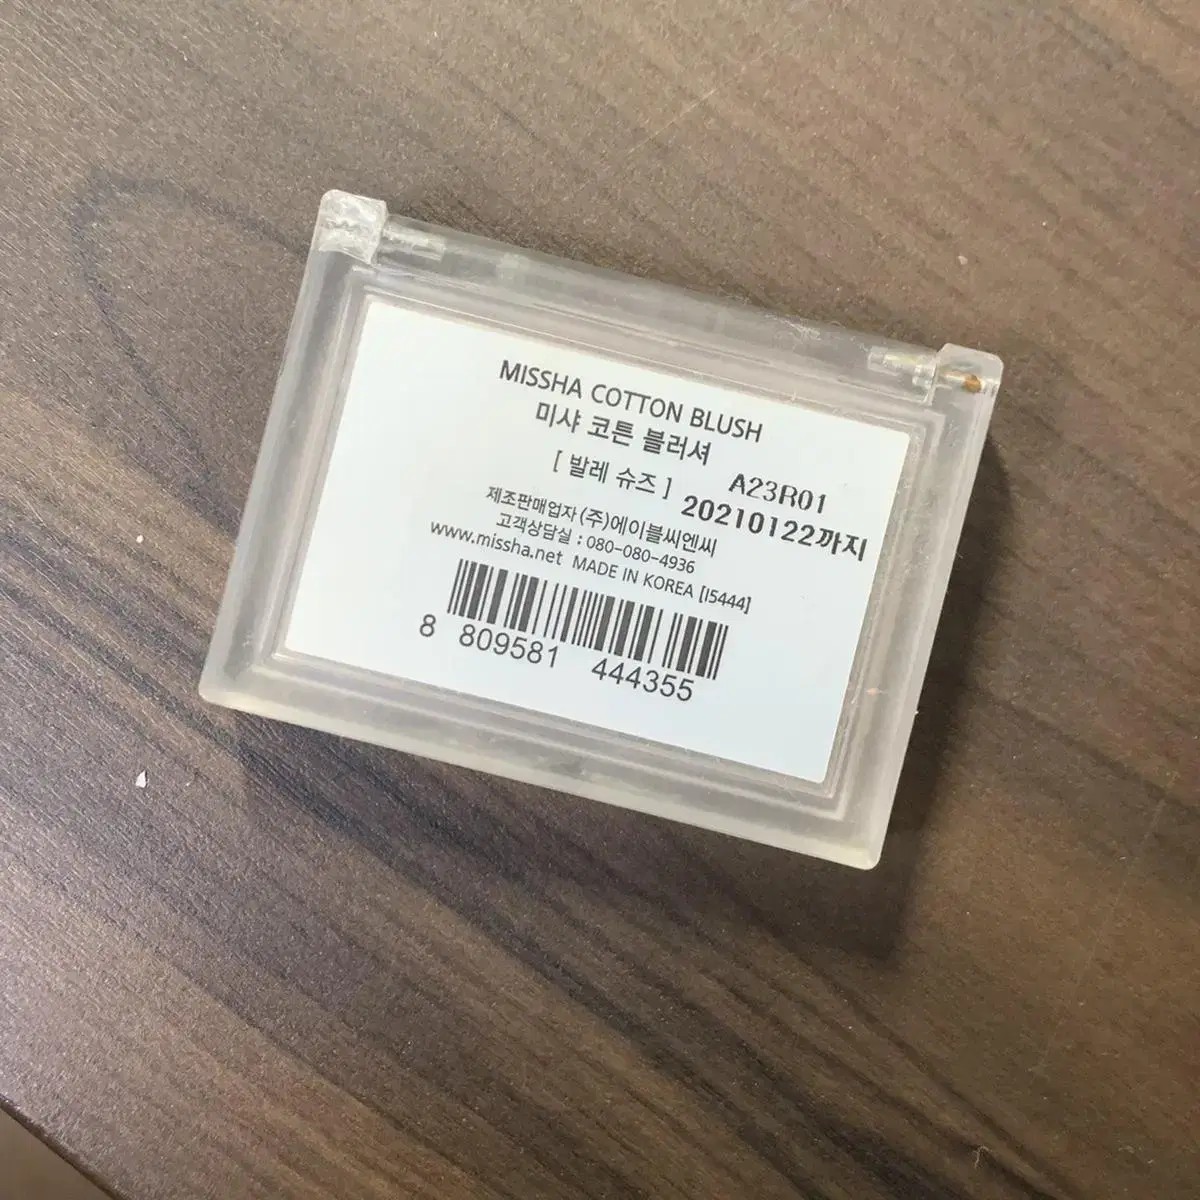 MISSHA COTTON BLUSH
미샤 코튼 블러셔
[ 발레 슈즈 ]
A23R01
20210122까지
제조판매업자 (주)에이블씨엔씨
고객상담실 : 080-080-4936
www.missha.net MADE IN KOREA [I5444]
8 809581 444355